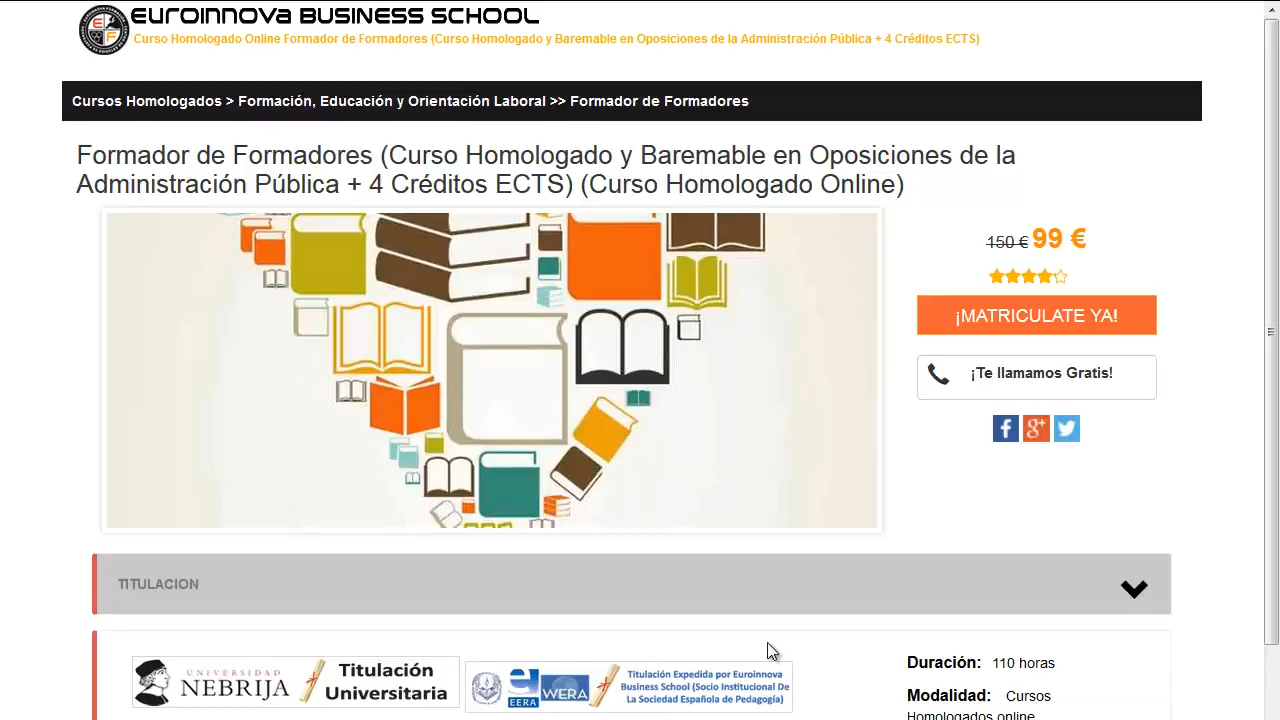 EUROINNOVA BUSINESS SCHOOL
Curso Homologado Online Formador de Formadores (Curso Homologado y Baremable en Oposiciones de la Administración Pública + 4 Créditos ECTS)
Cursos Homologados > Formación, Educación y Orientación Laboral >> Formador de Formadores
Formador de Formadores (Curso Homologado y Baremable en Oposiciones de la
Administración Pública + 4 Créditos ECTS) (Curso Homologado Online)
150 € 99 €
¡MATRICULATE YA!
¡Te llamamos Gratis!
TITULACION
UNIVERSIDAD
NEBRIJA
Titulación
Universitaria
EERA
WERA
Titulación Expedida por Euroinnova
Business School (Socio Institucional De
La Sociedad Española de Pedagogía)
Duración: 110 horas
Modalidad: Cursos
Homologados online